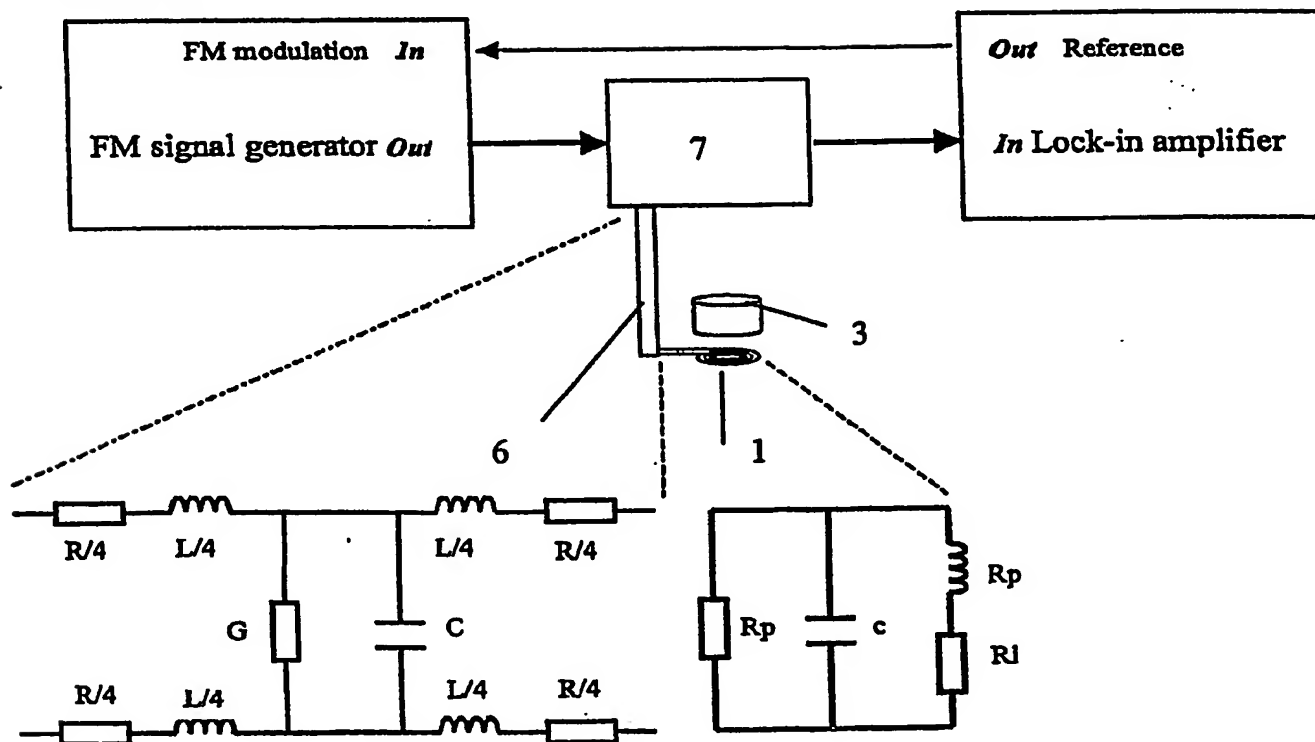 FM modulation In
Out Reference
FM signal generator Out
7
In Lock-in amplifier
3
6
1
R/4
L/4
L/4
R/4
G
C
Rp
c
Rp
Rl
R/4
L/4
L/4
R/4